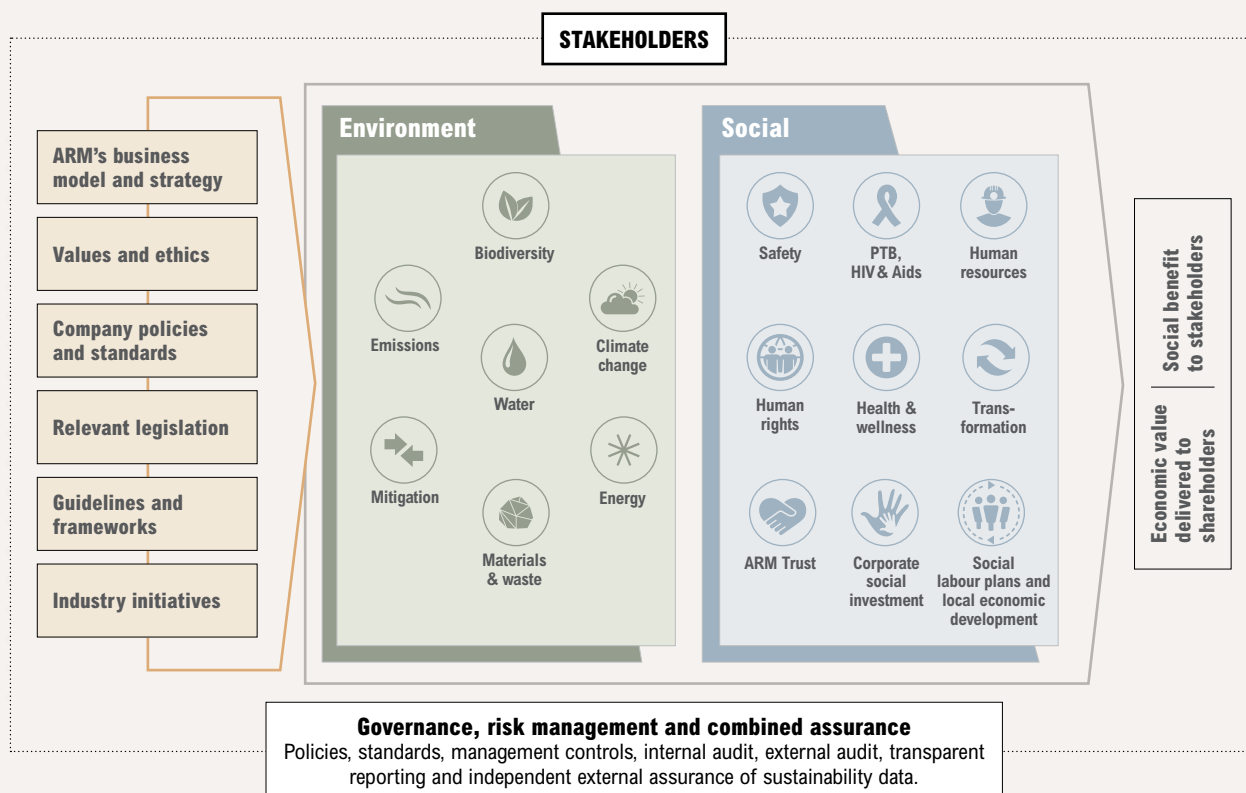 STAKEHOLDERS
ARM's business
model and strategy
Values and ethics
Company policies
and standards
Relevant legislation
Guidelines and
frameworks
Industry initiatives
Environment
Biodiversity
Emissions
Climate
change
Water
Mitigation
Energy
Materials
& waste
Social
Safety
PTB,
HIV & Aids
Human
resources
Human
rights
Health &
wellness
Trans-
formation
ARM Trust
Corporate
social
investment
Social
labour plans and
local economic
development
Social benefit
to stakeholders
Economic value
delivered to
shareholders
Governance, risk management and combined assurance
Policies, standards, management controls, internal audit, external audit, transparent
reporting and independent external assurance of sustainability data.